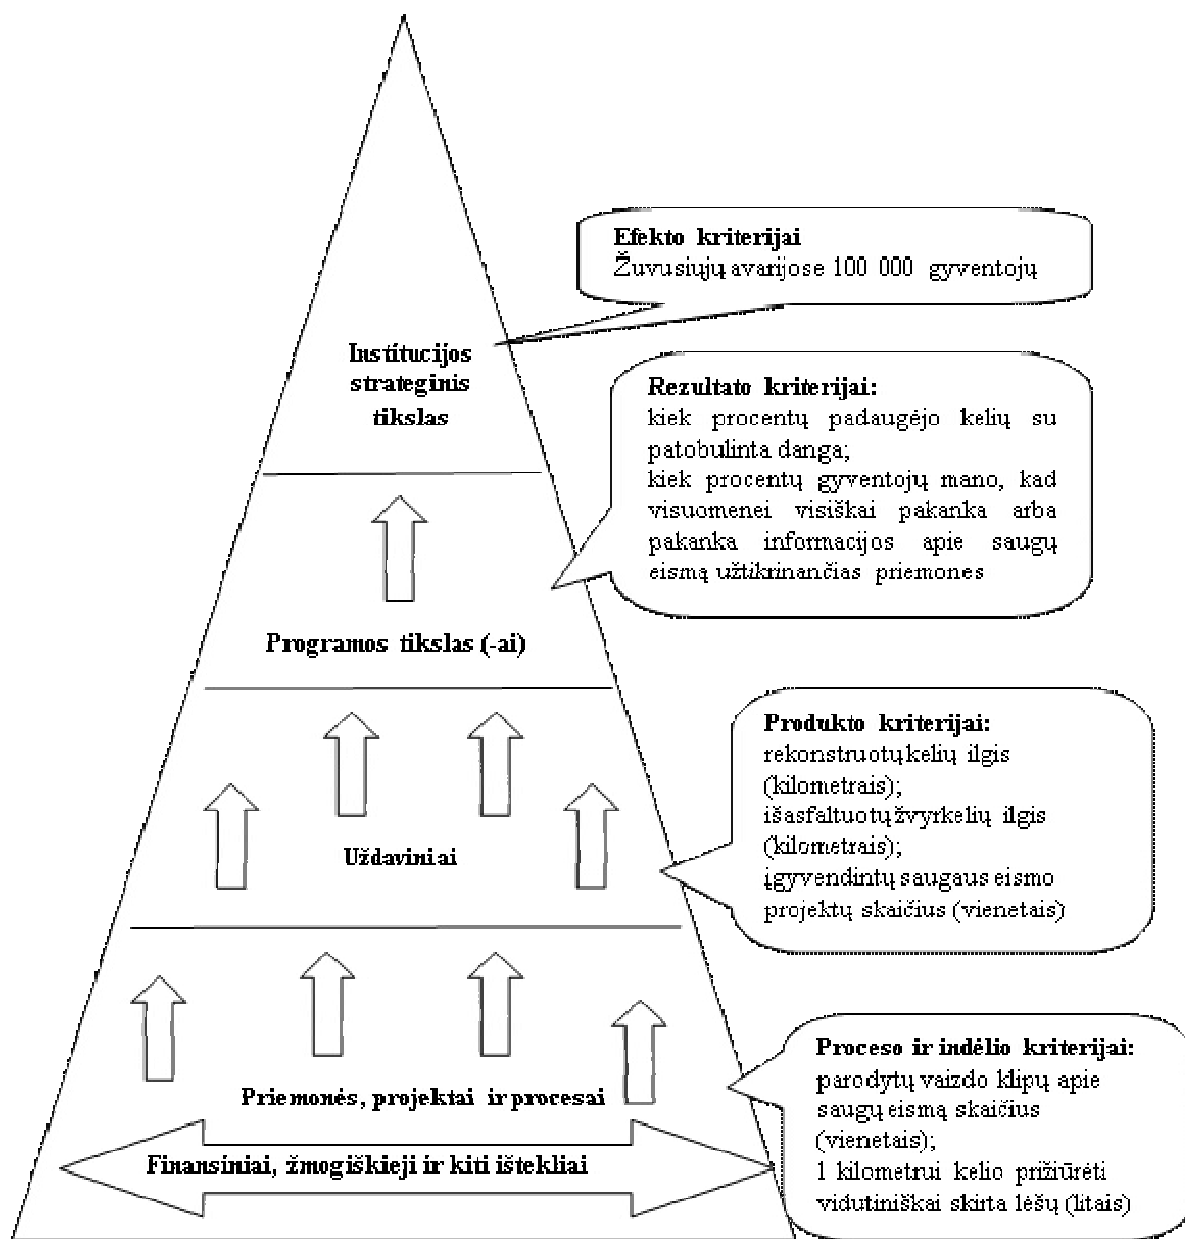 Efekto kriterijai
Žuvusiųjų avarijose 100 000 gyventojų
Institucijos
strateginis
tikslas
Rezultato kriterijai:
kiek procentų padaugėjo kelių su
patobulinta danga;
kiek procentų gyventojų mano, kad
visuomenei visiškai pakanka arba
pakanka informacijos apie saugų
eismą užtikrinančias priemones
Programos tikslas (-ai)
Produkto kriterijai:
rekonstruotų kelių ilgis
(kilometrais);
išasfaltuotų žvyrkelių ilgis
(kilometrais);
įgyvendintų saugaus eismo
projektų skaičius (vienetais)
Uždaviniai
Proceso ir indėlio kriterijai:
parodytų vaizdo klipų apie
saugų eismą skaičius
(vienetais);
1 kilometrui kelio prižiūrėti
vidutiniškai skirta lėšų (litais)
Priemonės, projektai ir procesai
Finansiniai, žmogiškieji ir kiti ištekliai